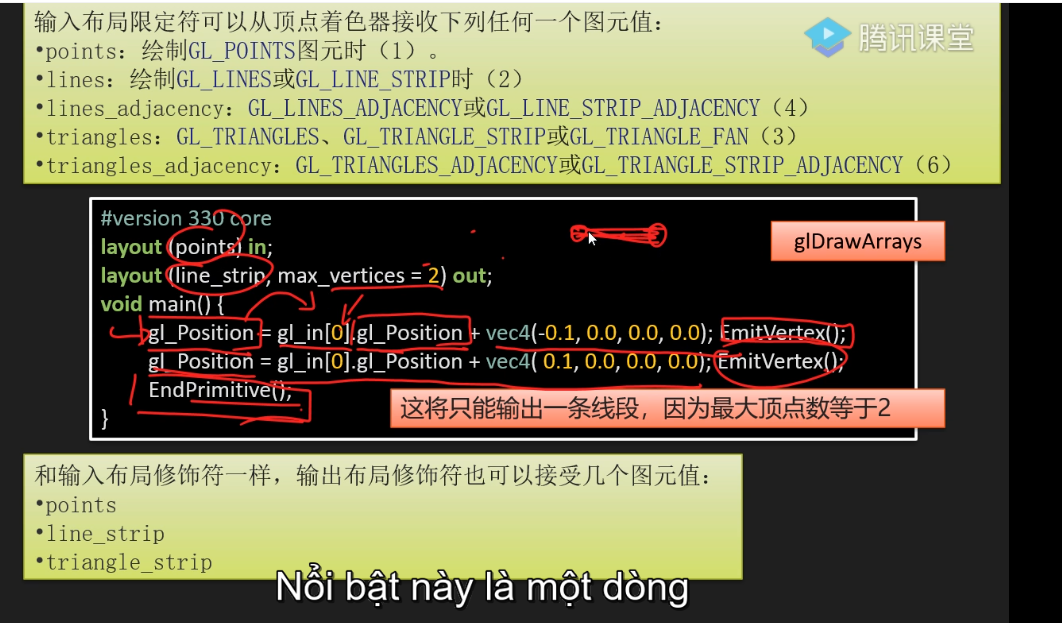 输入布局限定符可以从顶点着色器接收下列任何一个图元值：
腾讯课堂
•points：绘制GL_POINTS图元时（1）。
•lines：绘制GL_LINES或GL_LINE_STRIP时（2）
•lines_adjacency：GL_LINES_ADJACENCY或GL_LINE_STRIP_ADJACENCY（4）
•triangles：GL_TRIANGLES、GL_TRIANGLE_STRIP或GL_TRIANGLE_FAN（3）
•triangles_adjacency：GL_TRIANGLES_ADJACENCY或GL_TRIANGLE_STRIP_ADJACENCY（6）
#version 330 core
layout (points) in;
glDrawArrays
layout (line_strip, max_vertices = 2) out;
void main() {
gl_Position = gl_in[0].gl_Position + vec4(-0.1, 0.0, 0.0, 0.0); EmitVertex();
gl_Position = gl_in[0].gl_Position + vec4( 0.1, 0.0, 0.0, 0.0); EmitVertex();
EndPrimitive();
这将只能输出一条线段，因为最大顶点数等于2
}
和输入布局修饰符一样，输出布局修饰符也可以接受几个图元值：
•points
•line_strip
•triangle_strip
Nổi bật này là một dòng